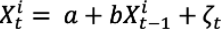 X_t^i = a + bX_{t-1}^i + ζ_t